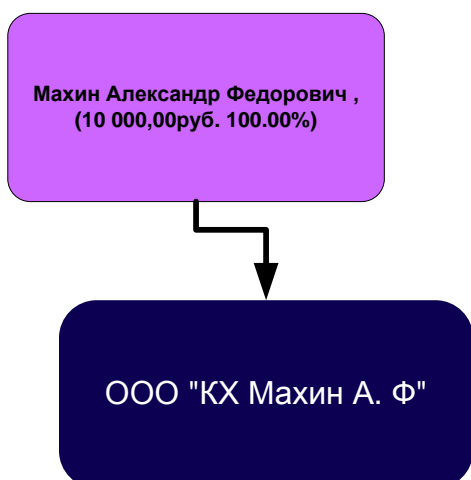 Махин Александр Федорович ,
(10 000,00руб. 100.00%)
ООО "КХ Махин А. Ф"